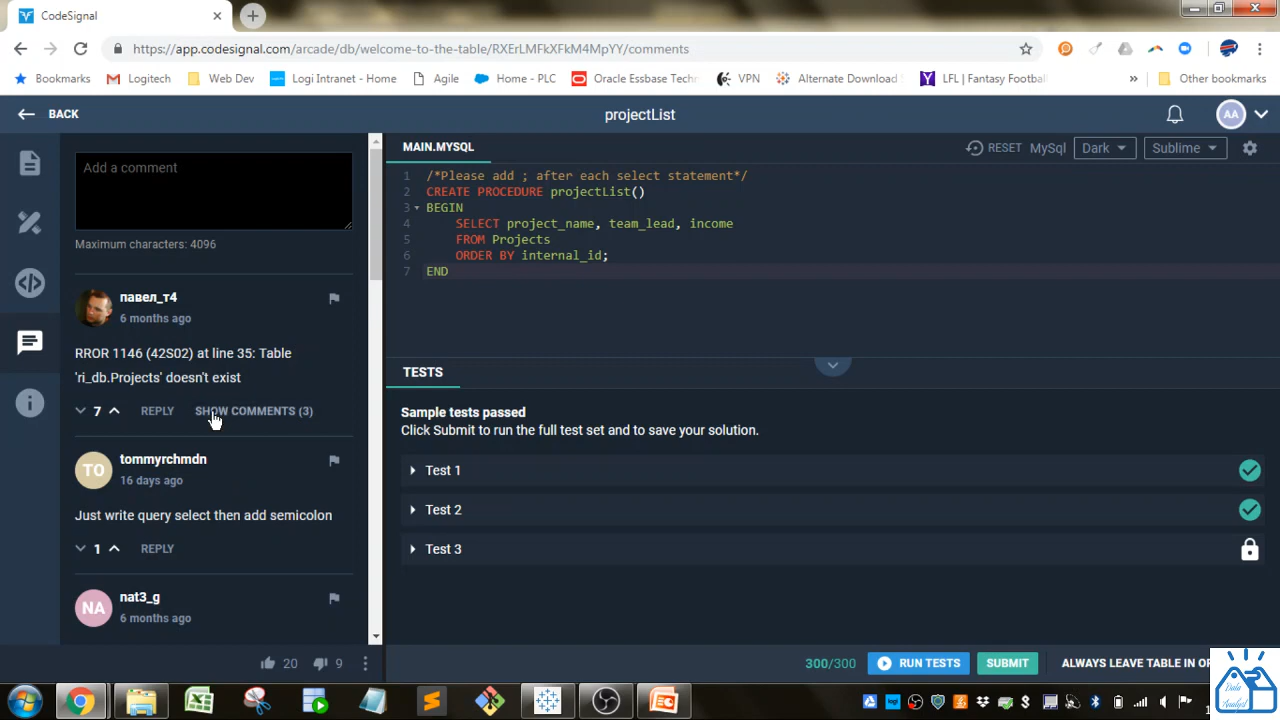 CodeSignal
https://app.codesignal.com/arcade/db/welcome-to-the-table/RXErLMFkXFkM4MpYY/comments
Bookmarks Logitech Web Dev Logi Intranet - Home Agile Home - PLC Oracle Essbase Techn VPN Alternate Download LFL | Fantasy Football » Other bookmarks
BACK
projectList
AA
Add a comment
Maximum characters: 4096
павел_т4
6 months ago
RROR 1146 (42S02) at line 35: Table
'ri_db.Projects' doesn't exist
7 REPLY SHOW COMMENTS (3)
TO
tommyrchmdn
16 days ago
Just write query select then add semicolon
1 REPLY
NA
nat3_g
6 months ago
20 9
MAIN.MYSQL
RESET MySql Dark Sublime
1 /*Please add ; after each select statement*/
2 CREATE PROCEDURE projectList()
3 BEGIN
4 SELECT project_name, team_lead, income
5 FROM Projects
6 ORDER BY internal_id;
7 END
TESTS
Sample tests passed
Click Submit to run the full test set and to save your solution.
Test 1
Test 2
Test 3
300/300 RUN TESTS SUBMIT ALWAYS LEAVE TABLE IN OR
Data
Analyst